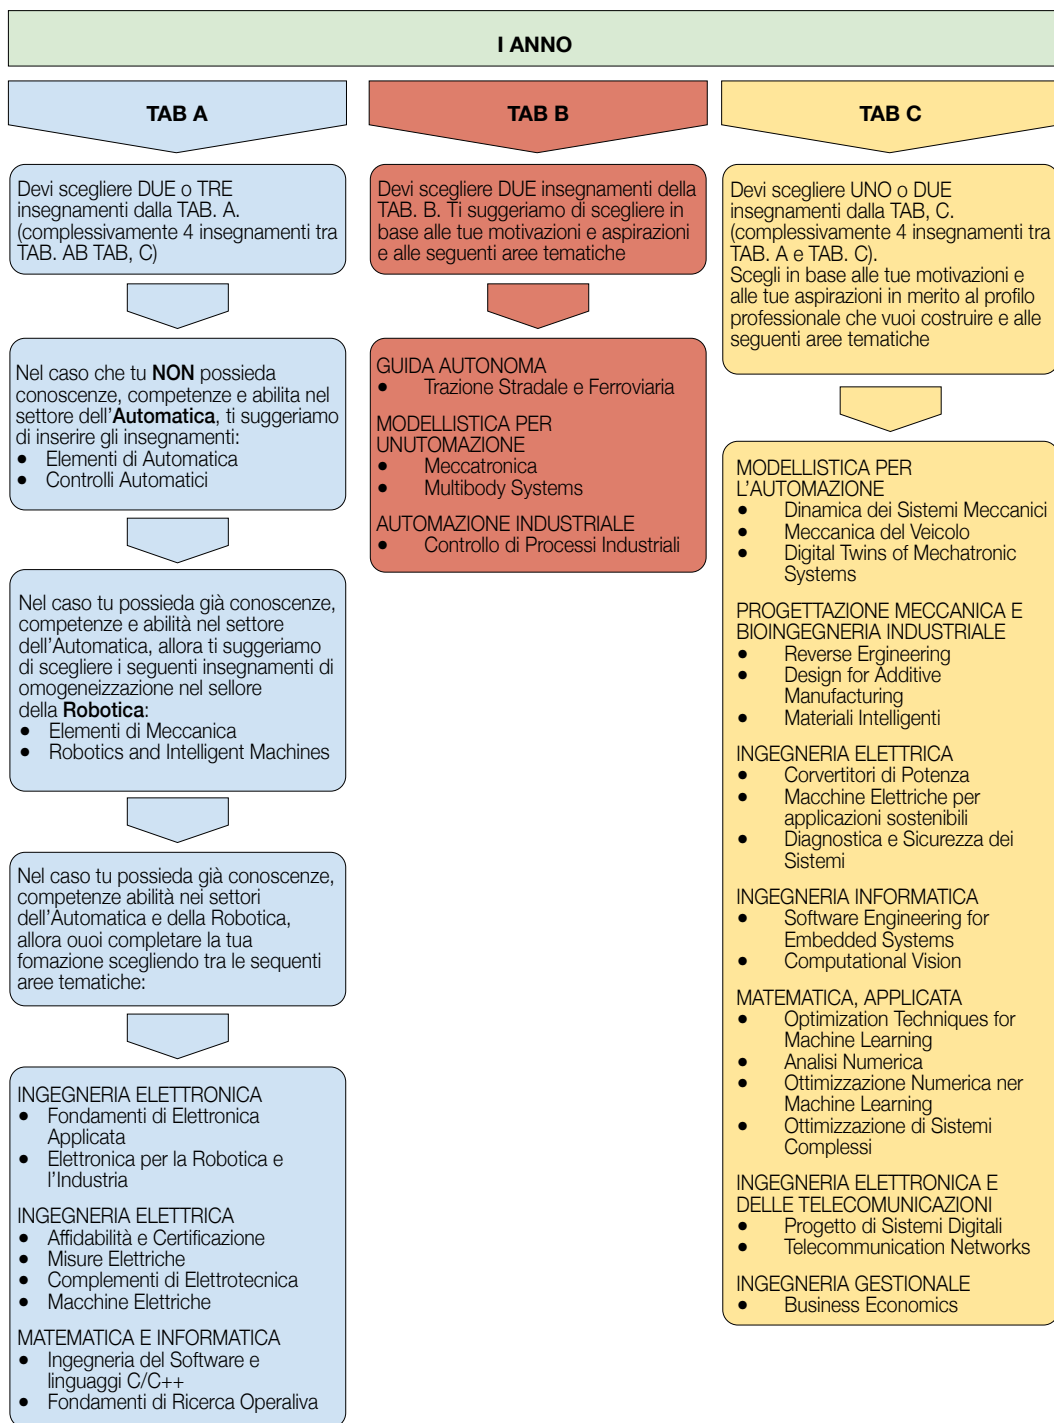 I ANNO
TAB A
Devi scegliere DUE o TRE
insegnamenti dalla TAB. A.
(complessivamente 4 insegnamenti tra
TAB. AB TAB, C)
Nel caso che tu NON possieda
conoscenze, competenze e abilita nel
settore dell'Automatica, ti suggeriamo
di inserire gli insegnamenti:
• Elementi di Automatica
• Controlli Automatici
Nel caso tu possieda già conoscenze,
competenze e abilità nel settore
dell'Automatica, allora ti suggeriamo
di scegliere i seguenti insegnamenti di
omogeneizzazione nel sellore
della Robotica:
• Elementi di Meccanica
• Robotics and Intelligent Machines
Nel caso tu possieda già conoscenze,
competenze abilità nei settori
dell'Automatica e della Robotica,
allora ouoi completare la tua
fomazione scegliendo tra le sequenti
aree tematiche:
INGEGNERIA ELETTRONICA
• Fondamenti di Elettronica
Applicata
• Elettronica per la Robotica e
l'Industria
INGEGNERIA ELETTRICA
• Affidabilità e Certificazione
• Misure Elettriche
• Complementi di Elettrotecnica
• Macchine Elettriche
MATEMATICA E INFORMATICA
• Ingegneria del Software e
linguaggi C/C++
• Fondamenti di Ricerca Operaliva
TAB B
Devi scegliere DUE insegnamenti della
TAB. B. Ti suggeriamo di scegliere in
base alle tue motivazioni e aspirazioni
e alle seguenti aree tematiche
GUIDA AUTONOMA
• Trazione Stradale e Ferroviaria
MODELLISTICA PER
UNUTOMAZIONE
• Meccatronica
• Multibody Systems
AUTOMAZIONE INDUSTRIALE
• Controllo di Processi Industriali
TAB C
Devi scegliere UNO o DUE
insegnamenti dalla TAB, C.
(complessivamente 4 insegnamenti tra
TAB. A e TAB. C).
Scegli in base alle tue motivazioni e
alle tue aspirazioni in merito al profilo
professionale che vuoi costruire e alle
seguenti aree tematiche
MODELLISTICA PER
L'AUTOMAZIONE
• Dinamica dei Sistemi Meccanici
• Meccanica del Veicolo
• Digital Twins of Mechatronic
Systems
PROGETTAZIONE MECCANICA E
BIOINGEGNERIA INDUSTRIALE
• Reverse Ergineering
• Design for Additive
Manufacturing
• Materiali Intelligenti
INGEGNERIA ELETTRICA
• Corvertitori di Potenza
• Macchine Elettriche per
applicazioni sostenibili
• Diagnostica e Sicurezza dei
Sistemi
INGEGNERIA INFORMATICA
• Software Engineering for
Embedded Systems
• Computational Vision
MATEMATICA, APPLICATA
• Optimization Techniques for
Machine Learning
• Analisi Numerica
• Ottimizzazione Numerica ner
Machine Learning
• Ottimizzazione di Sistemi
Complessi
INGEGNERIA ELETTRONICA E
DELLE TELECOMUNICAZIONI
• Progetto di Sistemi Digitali
• Telecommunication Networks
INGEGNERIA GESTIONALE
• Business Economics